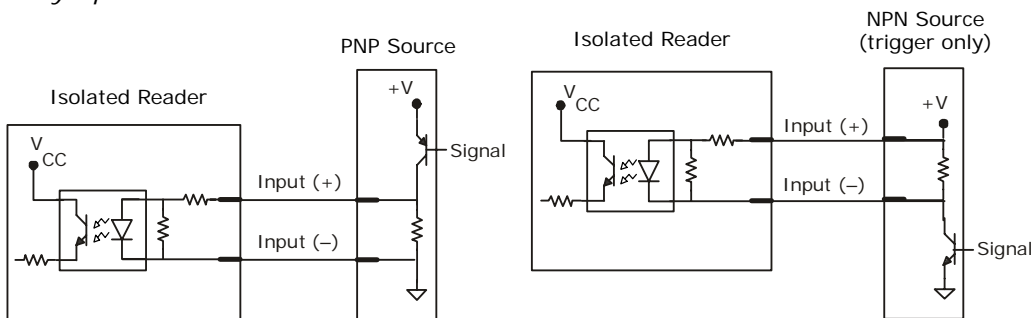 PNP Source
+V
Isolated Reader
V
CC
Signal
Input (+)
Input (–)
NPN Source
(trigger only)
Isolated Reader
+V
V
CC
Input (+)
Input (–)
Signal